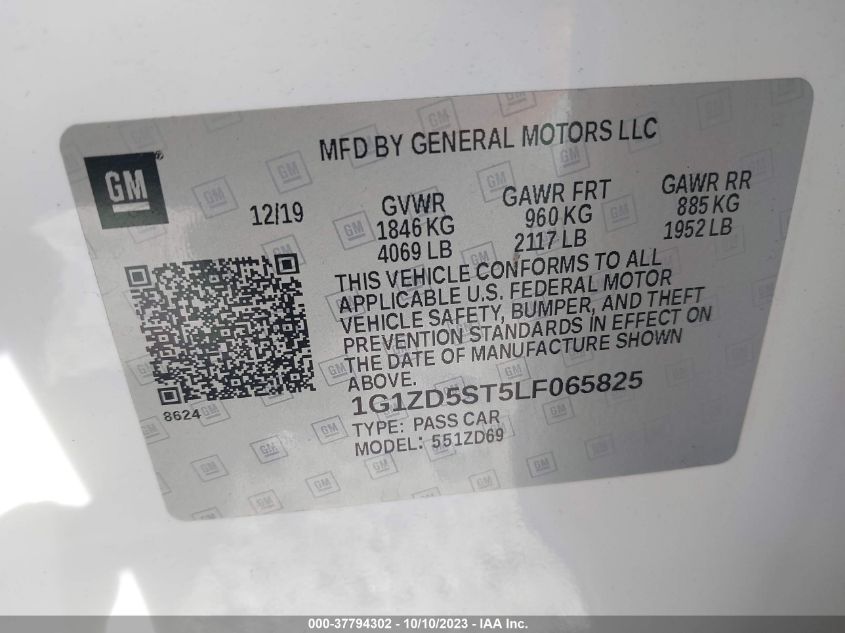 MFD BY GENERAL MOTORS LLC
GM®
12/19
GVWR
1846 KG
4069 LB
GAWR FRT
960 KG
2117 LB
GAWR RR
885 KG
1952 LB
THIS VEHICLE CONFORMS TO ALL
APPLICABLE U.S. FEDERAL MOTOR
VEHICLE SAFETY, BUMPER, AND THEFT
PREVENTION STANDARDS IN EFFECT ON
THE DATE OF MANUFACTURE SHOWN
ABOVE.
8624
1G1ZD5ST5LF065825
TYPE: PASS CAR
MODEL: 551ZD69
000-37794302 - 10/10/2023 - IAA Inc.